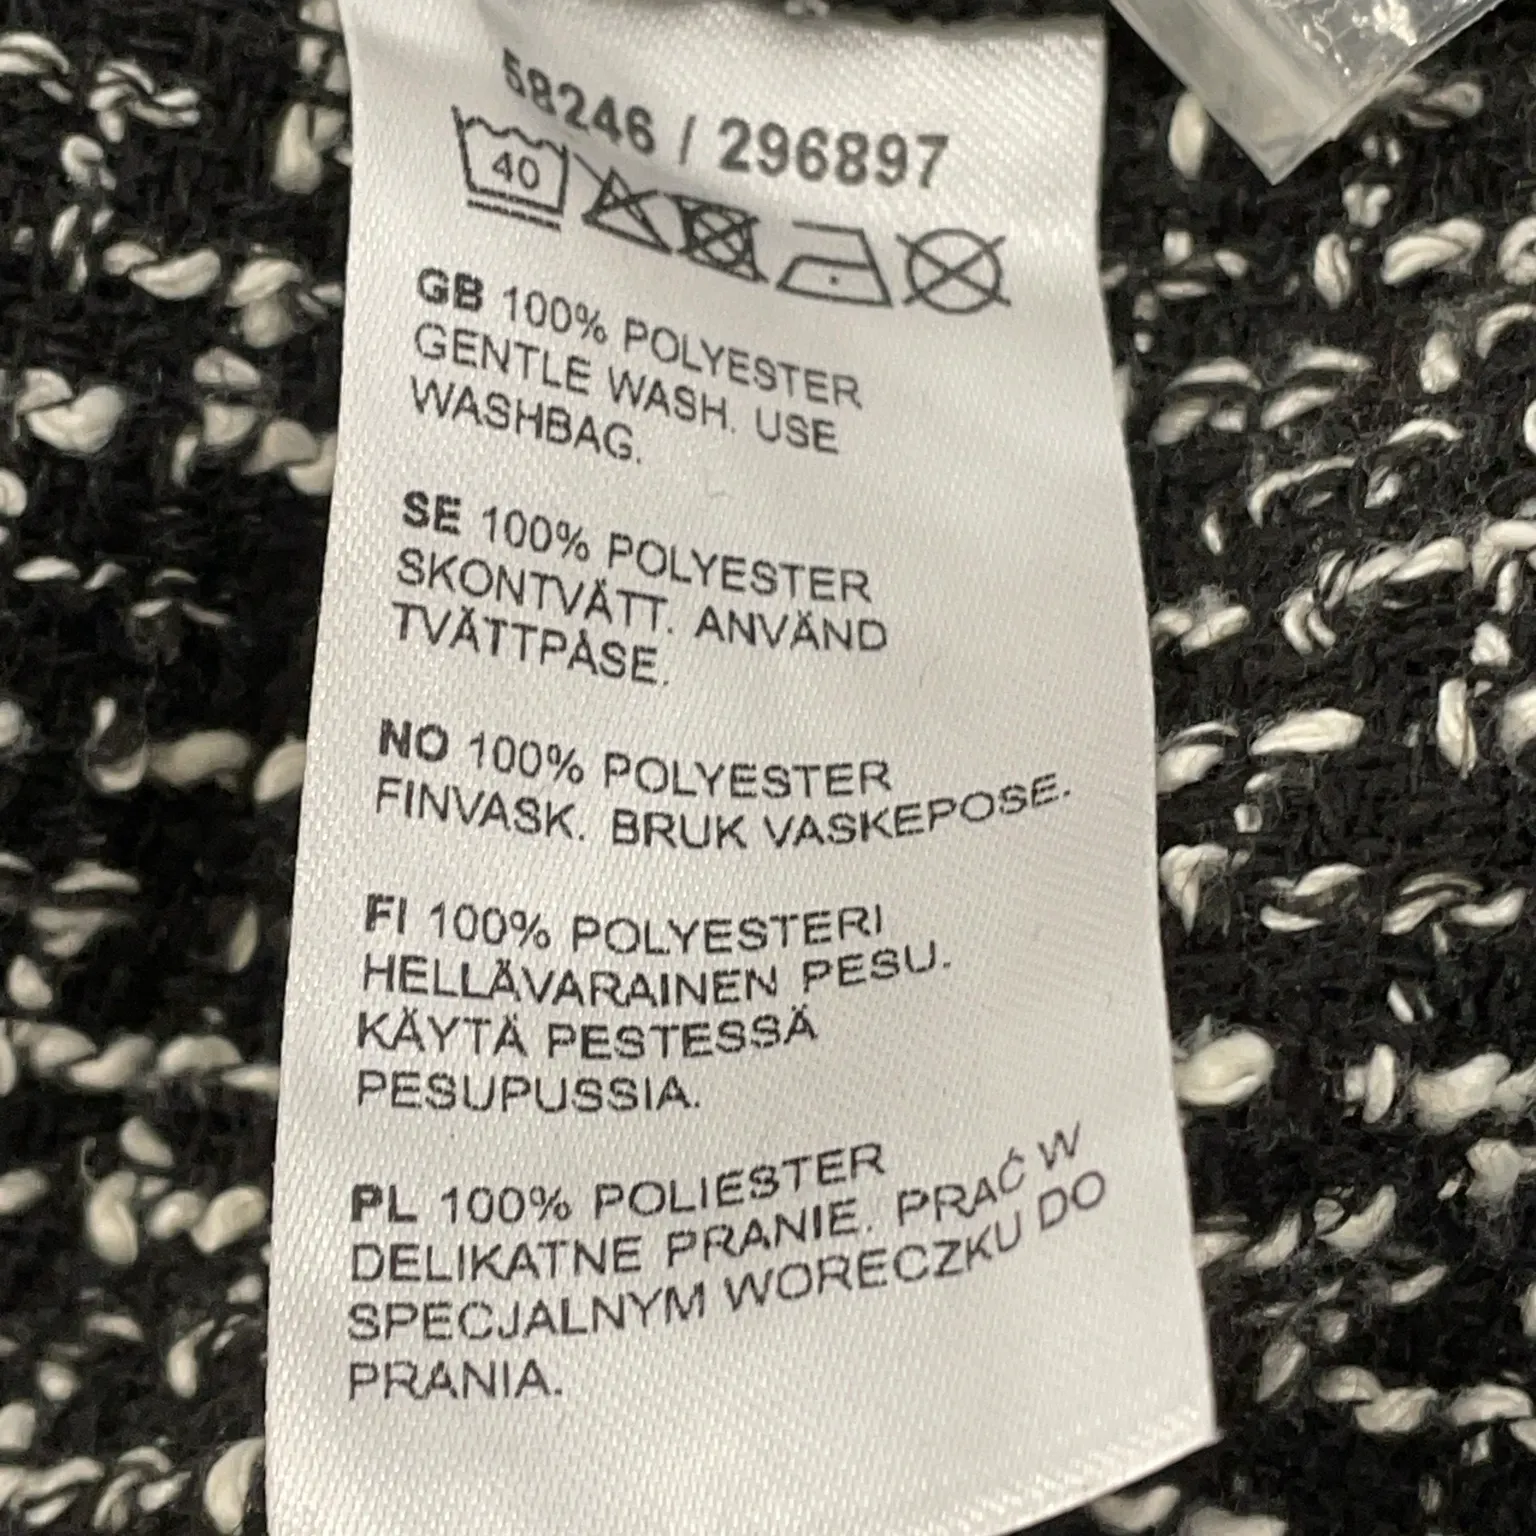 58246 / 296897
40
GB 100% POLYESTER
GENTLE WASH. USE
WASHBAG.
SE 100% POLYESTER
SKONTVÄTT. ANVÄND
TVÄTTPÅSE.
NO 100% POLYESTER
FINVASK. BRUK VASKEPOSE.
FI 100% POLYESTERI
HELLÄVARAINEN PESU.
KÄYTÄ PESTESSÄ
PESUPUSSIA.
PL 100% POLIESTER
DELIKATNE PRANIE. PRAĆ W
SPECJALNYM WORECZKU DO
PRANIA.